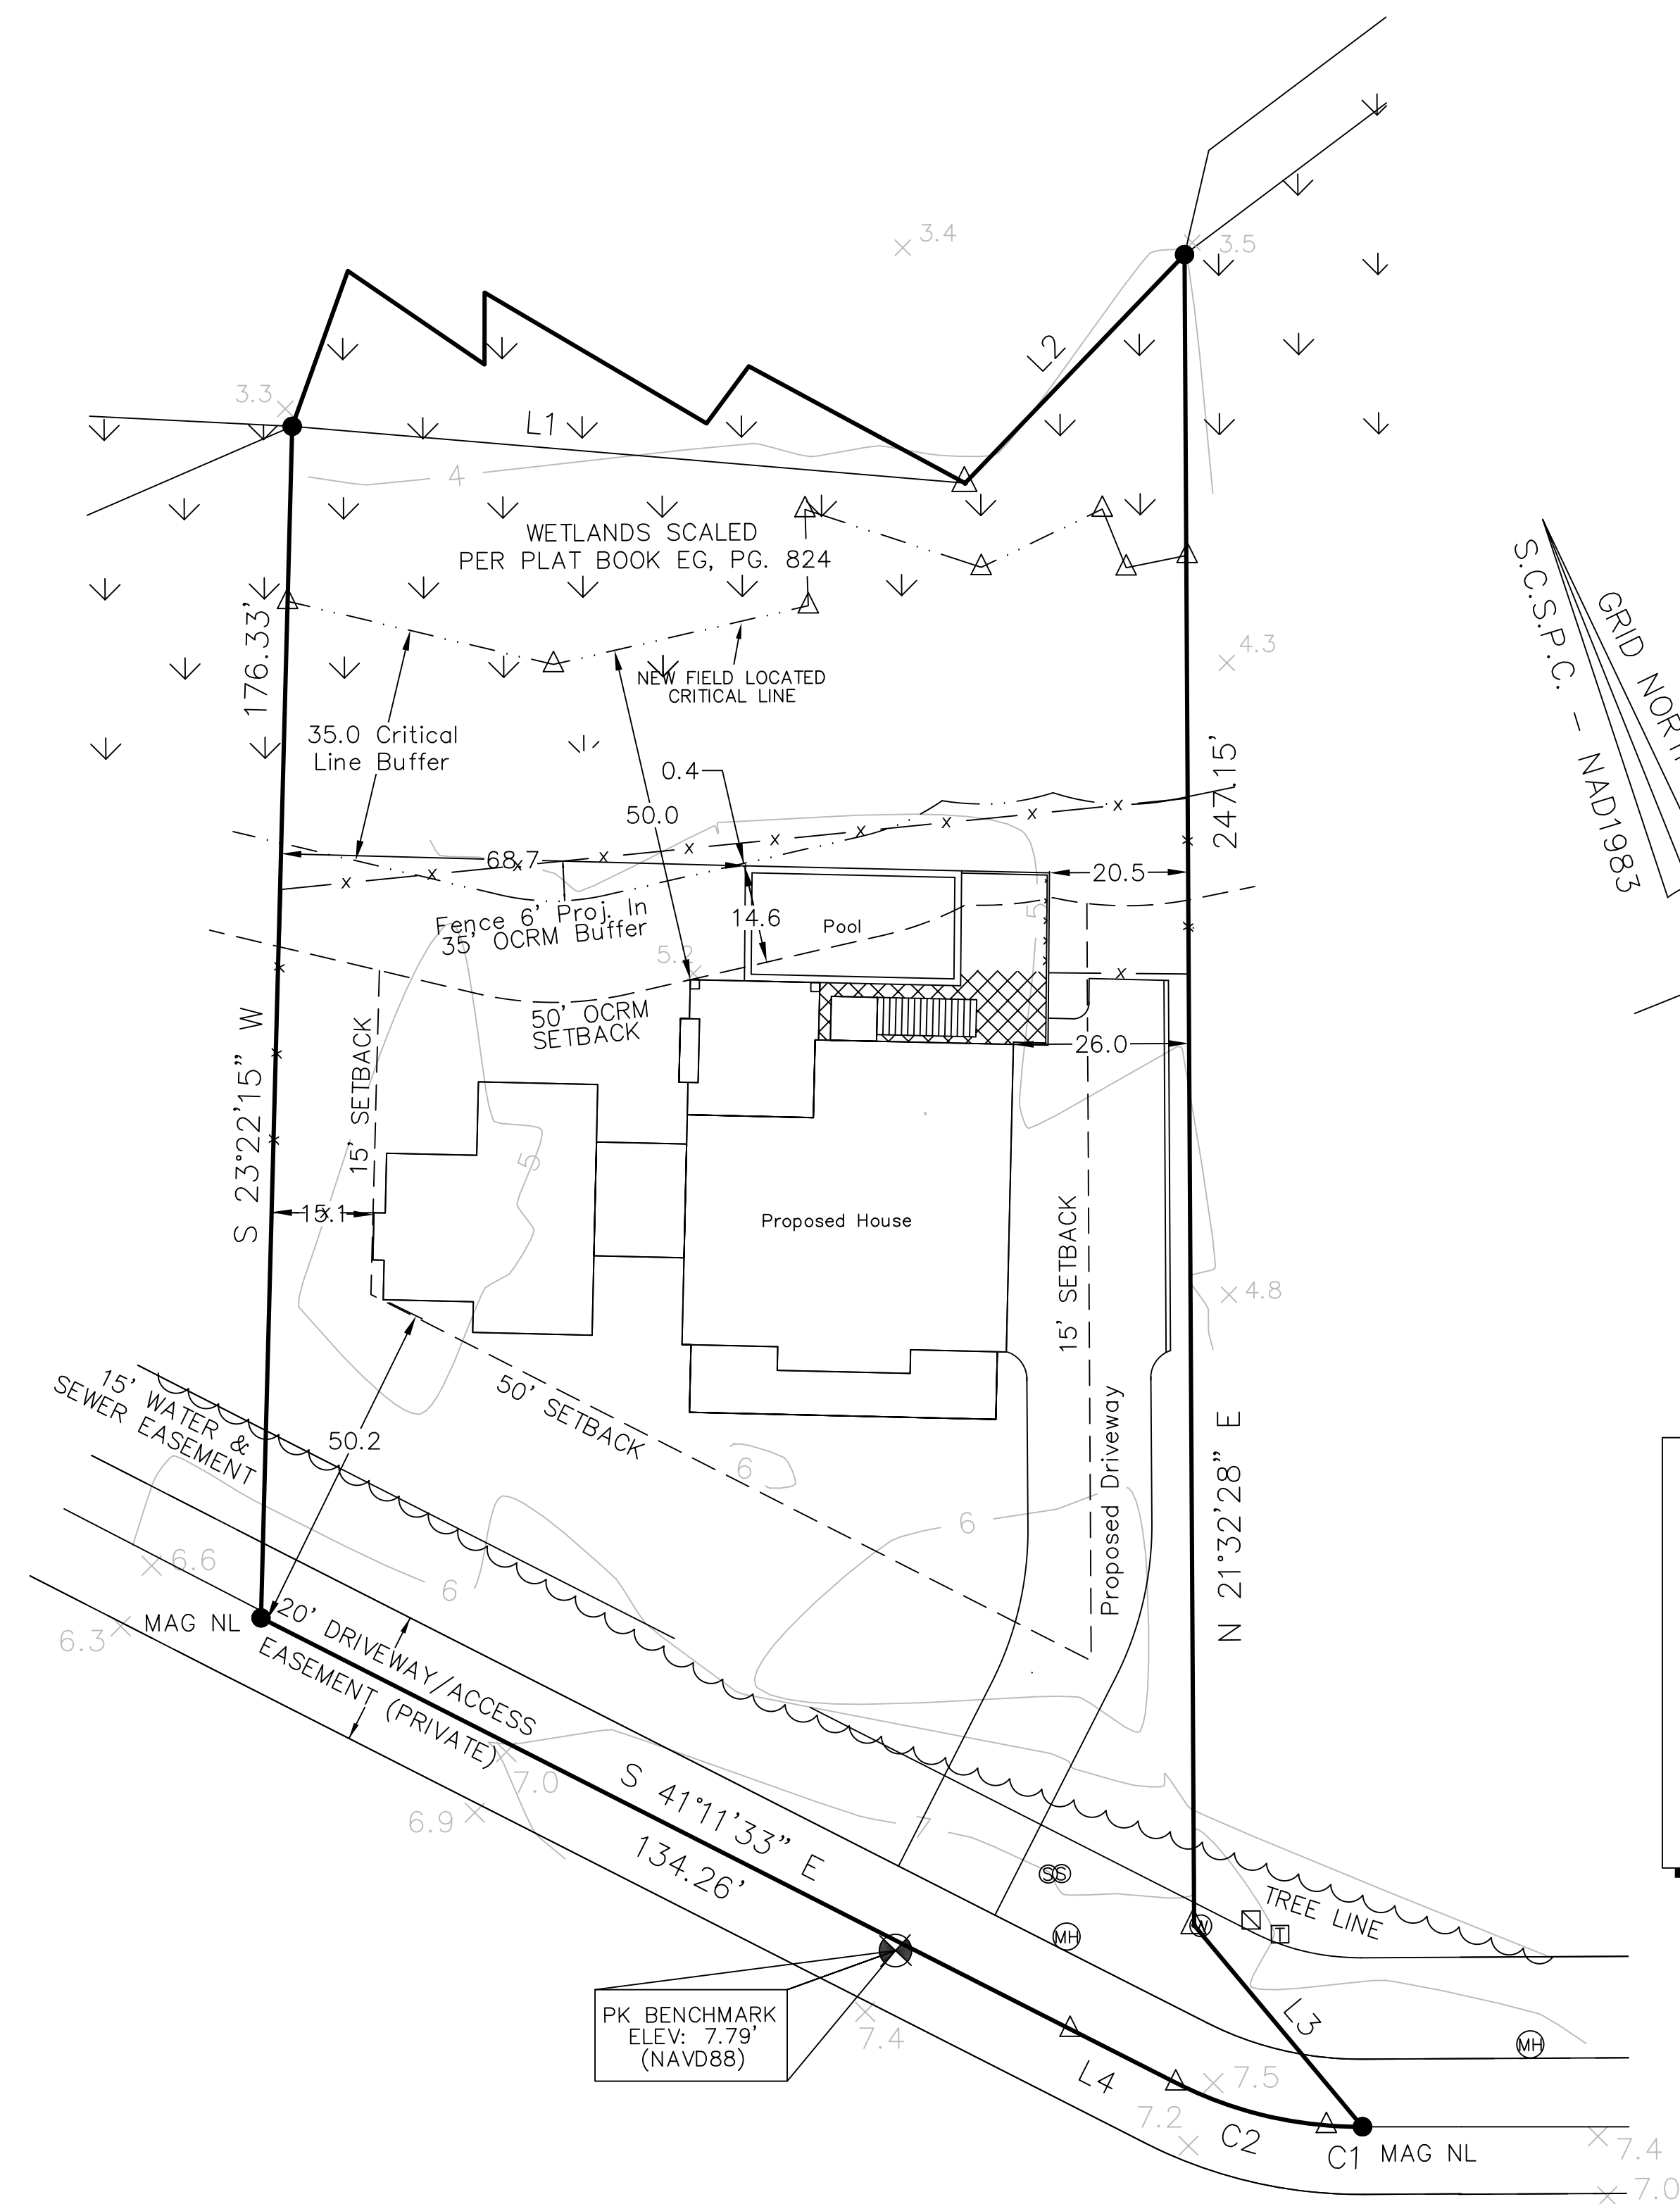 3.4
3.5
L2
3.3
L1
4
WETLANDS SCALED
PER PLAT BOOK EG, PG. 824
176.33'
4.3
NEW FIELD LOCATED
CRITICAL LINE
35.0 Critical
Line Buffer
247.15'
0.4
50.0
68.7
20.5
Fence 6' Proj. In
35' OCRM Buffer
14.6
Pool
5
5.2
50' OCRM
SETBACK
26.0
S 23°22'15" W
15' SETBACK
5
15.1
Proposed House
15' SETBACK
4.8
GRID NORTH
S.C.S.P.C. - NAD1983
15' WATER &
SEWER EASEMENT
50.2
50' SETBACK
6
6
6
Proposed Driveway
N 21°32'28" E
6.6
6.3
MAG NL
20' DRIVEWAY/ACCESS
EASEMENT (PRIVATE)
7.0
6.9
S 41°11'33" E
134.26'
7
SS
MH
W
T
TREE LINE
PK BENCHMARK
ELEV: 7.79'
(NAVD88)
7.4
L3
MH
L4
7.5
7.2
C2
C1
MAG NL
7.4
7.0